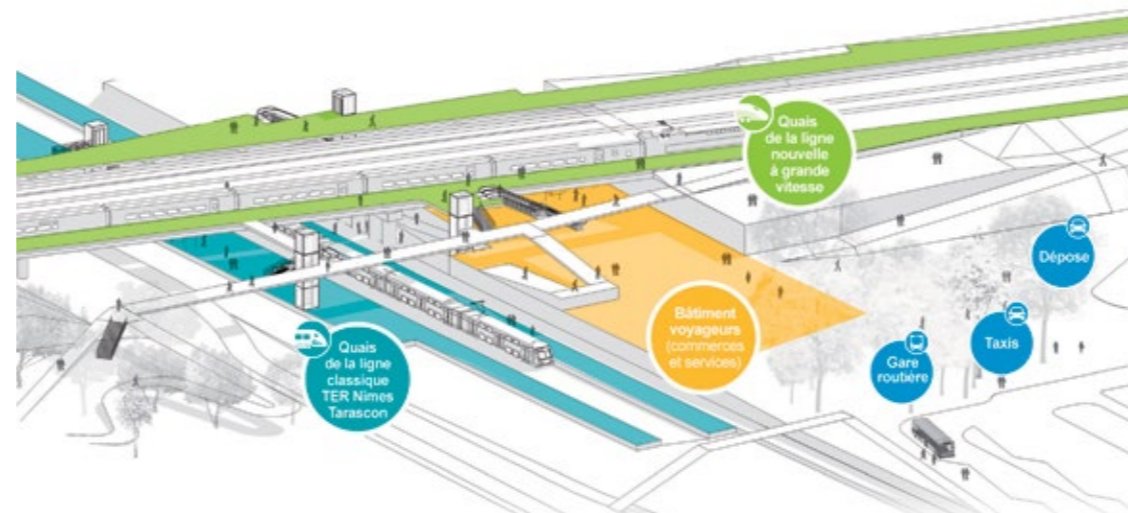 Quais
de la ligne
nouvelle
à grande
vitesse
Dépose
Bâtiment
voyageurs
(commerces
et services)
Taxis
Gare
routière
Quais
de la ligne
classique
TER Nîmes
Tarascon